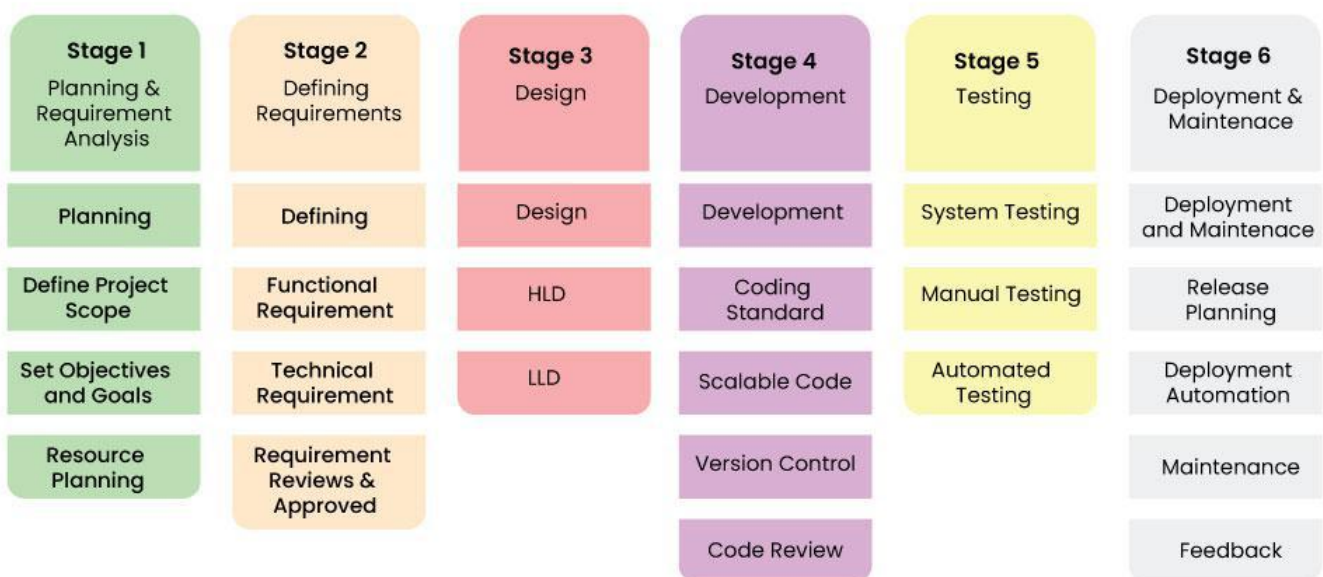 Stage 1
Planning &
Requirement
Analysis
Planning
Define Project
Scope
Set Objectives
and Goals
Resource
Planning
Stage 2
Defining
Requirements
Defining
Functional
Requirement
Technical
Requirement
Requirement
Reviews &
Approved
Stage 3
Design
Design
HLD
LLD
Stage 4
Development
Development
Coding
Standard
Scalable Code
Version Control
Code Review
Stage 5
Testing
System Testing
Manual Testing
Automated
Testing
Stage 6
Deployment &
Maintenace
Deployment
and Maintenace
Release
Planning
Deployment
Automation
Maintenance
Feedback